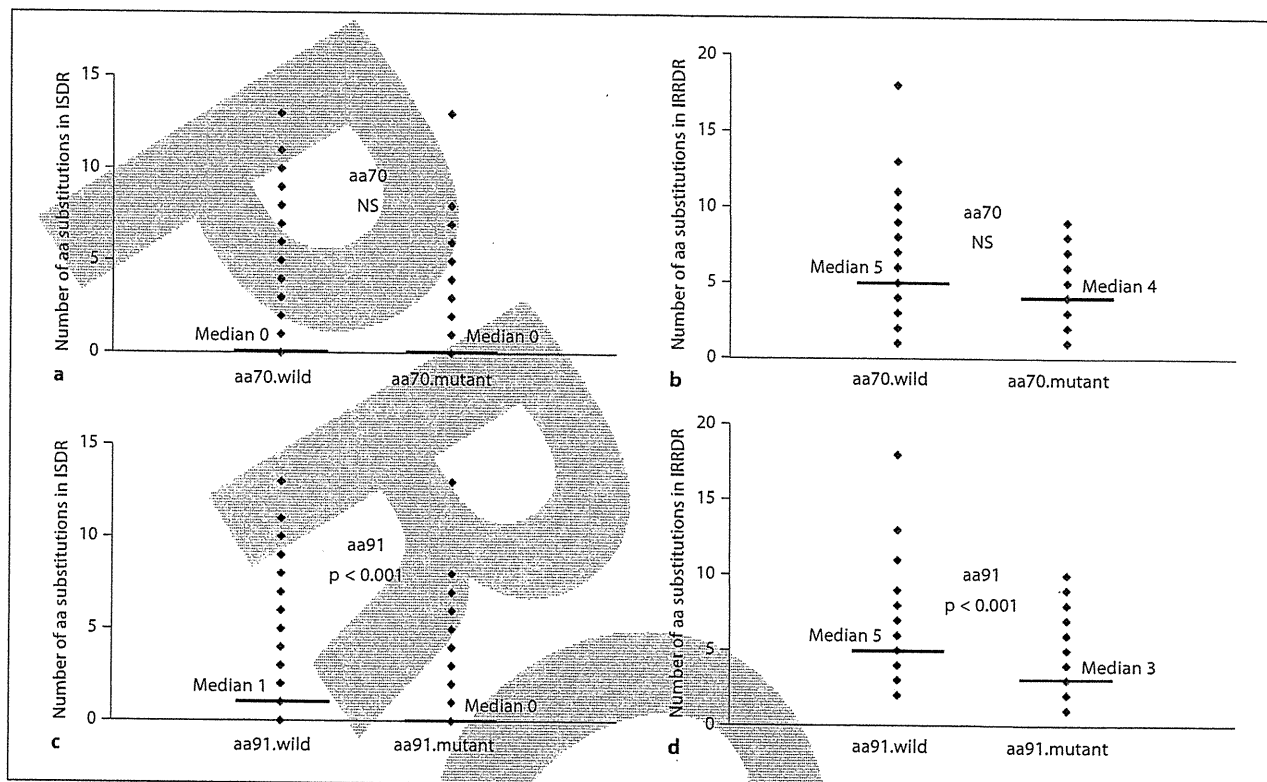 Number of aa substitutions in ISDR
15
10
5
0
aa70
NS
Median 0
Median 0
aa70.wild
aa70.mutant
a
Number of aa substitutions in IRRDR
20
15
10
5
0
aa70
NS
Median 5
Median 4
aa70.wild
aa70.mutant
b
Number of aa substitutions in ISDR
15
10
5
0
aa91
p < 0.001
Median 1
Median 0
aa91.wild
aa91.mutant
c
Number of aa substitutions in IRRDR
20
15
10
5
0
aa91
p < 0.001
Median 5
Median 3
aa91.wild
aa91.mutant
d